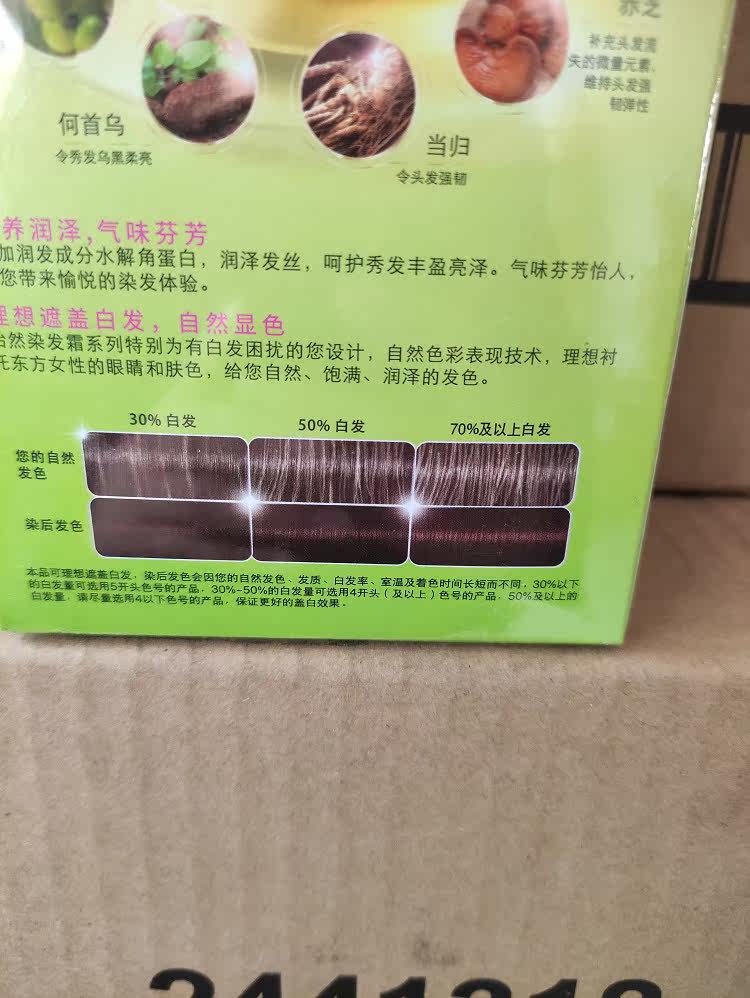 赤芝
补充头发流
失的微量元素,
维持头发强
韧弹性
何首乌
令秀发乌黑柔亮
当归
令头发强韧
养润泽,气味芬芳
加润发成分水解角蛋白，润泽发丝，呵护秀发丰盈亮泽。气味芬芳怡人，
您带来愉悦的染发体验。
理想遮盖白发，自然显色
怡然染发霜系列特别为有白发困扰的您设计，自然色彩表现技术，理想衬
托东方女性的眼睛和肤色，给您自然、饱满、润泽的发色。
30% 白发 50% 白发 70%及以上白发
您的自然
发色
染后发色
本品可理想遮盖白发，染后发色会因您的自然发色、发质、白发率、室温及着色时间长短而不同，30%以下
的白发量可选用5开头色号的产品，30%~50%的白发量可选用4开头（及以上）色号的产品，50%及以上的
白发量，请尽量选用4以下色号的产品，保证更好的盖白效果。